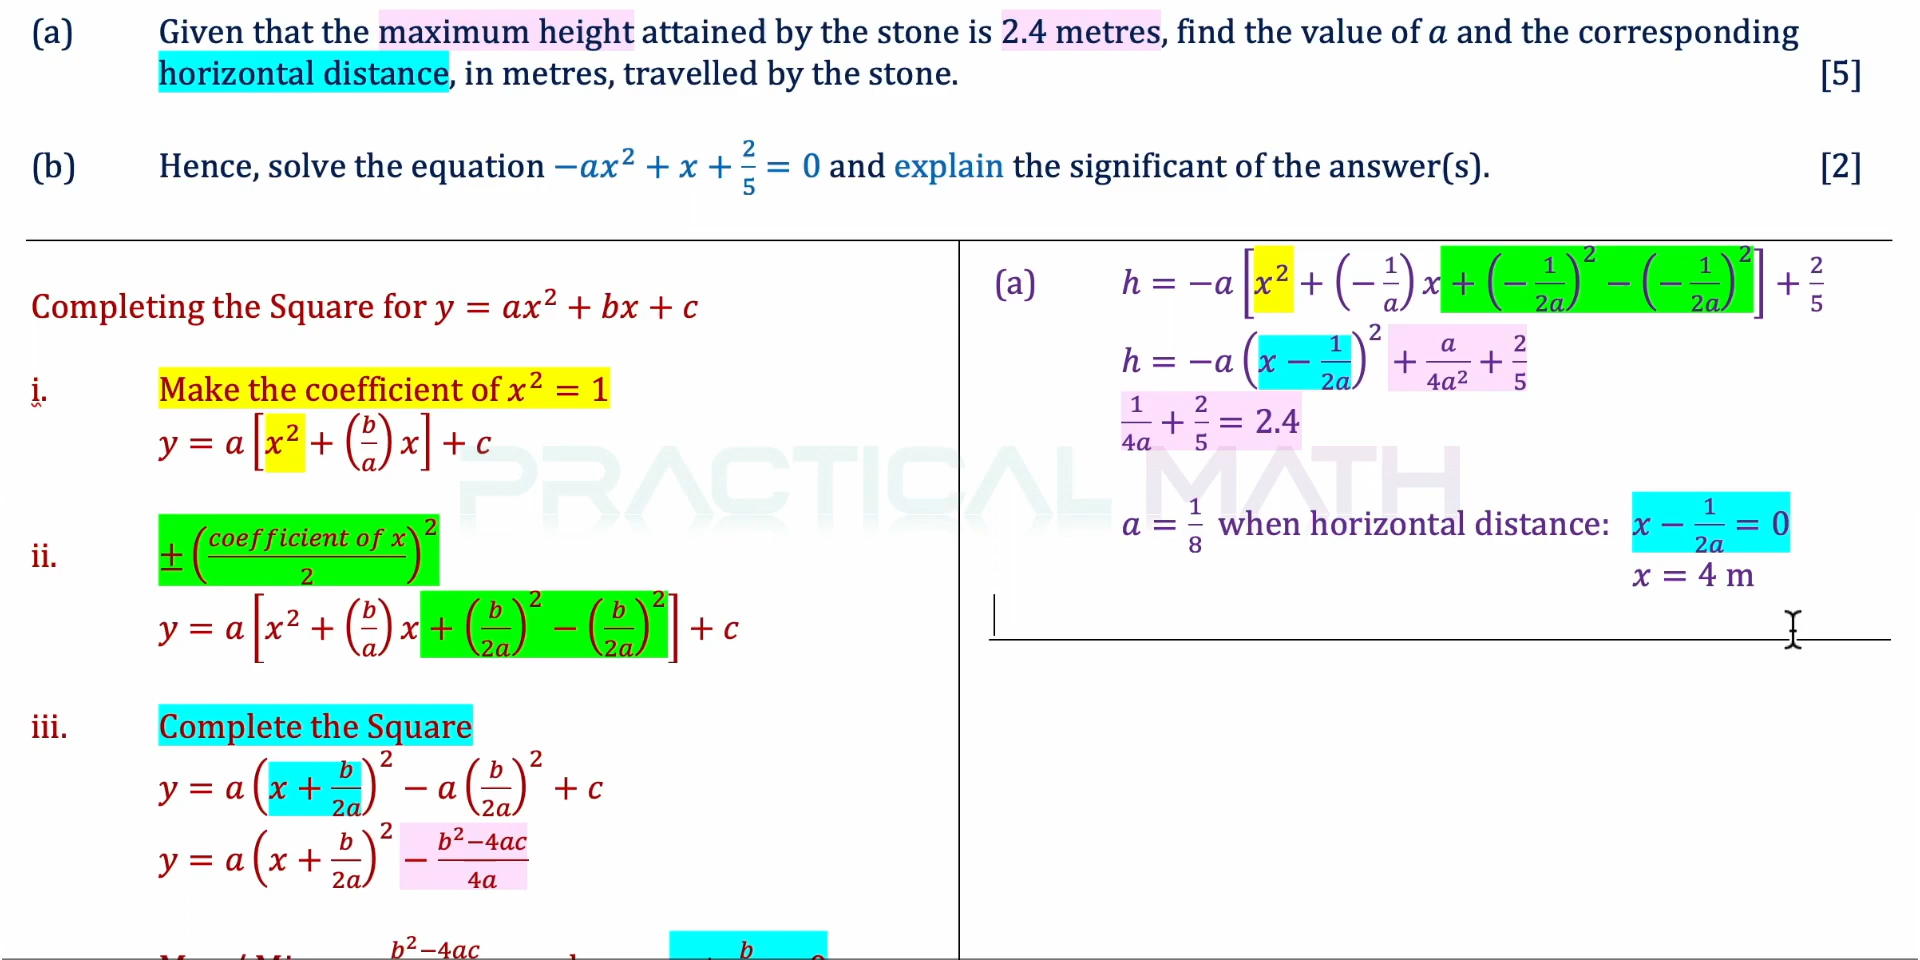 (a) Given that the maximum height attained by the stone is 2.4 metres, find the value of a and the corresponding
horizontal distance, in metres, travelled by the stone. [5]
(b) Hence, solve the equation −ax² + x + 2/5 = 0 and explain the significant of the answer(s). [2]
Completing the Square for y = ax² + bx + c
i. Make the coefficient of x² = 1
y = a[x² + (b/a)x] + c
ii. ±(coefficient of x/2)²
y = a[x² + (b/a)x + (b/2a)² − (b/2a)²] + c
iii. Complete the Square
y = a(x + b/2a)² − a(b/2a)² + c
y = a(x + b/2a)² − (b²−4ac)/4a
b²−4ac b
(a) h = −a[x² + (−1/a)x + (−1/2a)² − (−1/2a)²] + 2/5
h = −a(x − 1/2a)² + a/4a² + 2/5
1/4a + 2/5 = 2.4
a = 1/8 when horizontal distance: x − 1/2a = 0
x = 4 m
PRACTICAL MATH